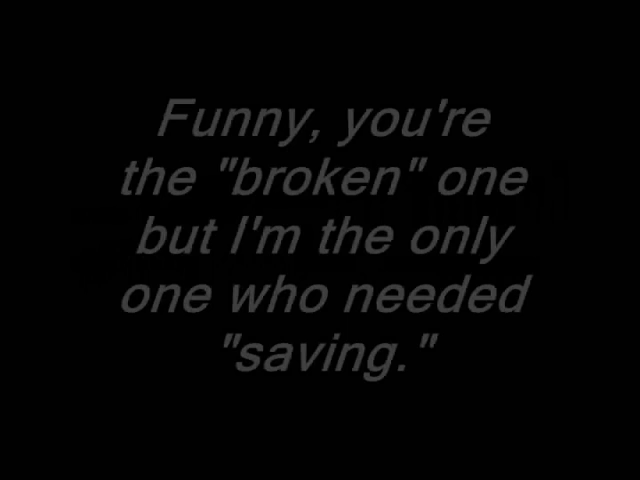 Funny, you're
the "broken" one
but I'm the only
one who needed
"saving."